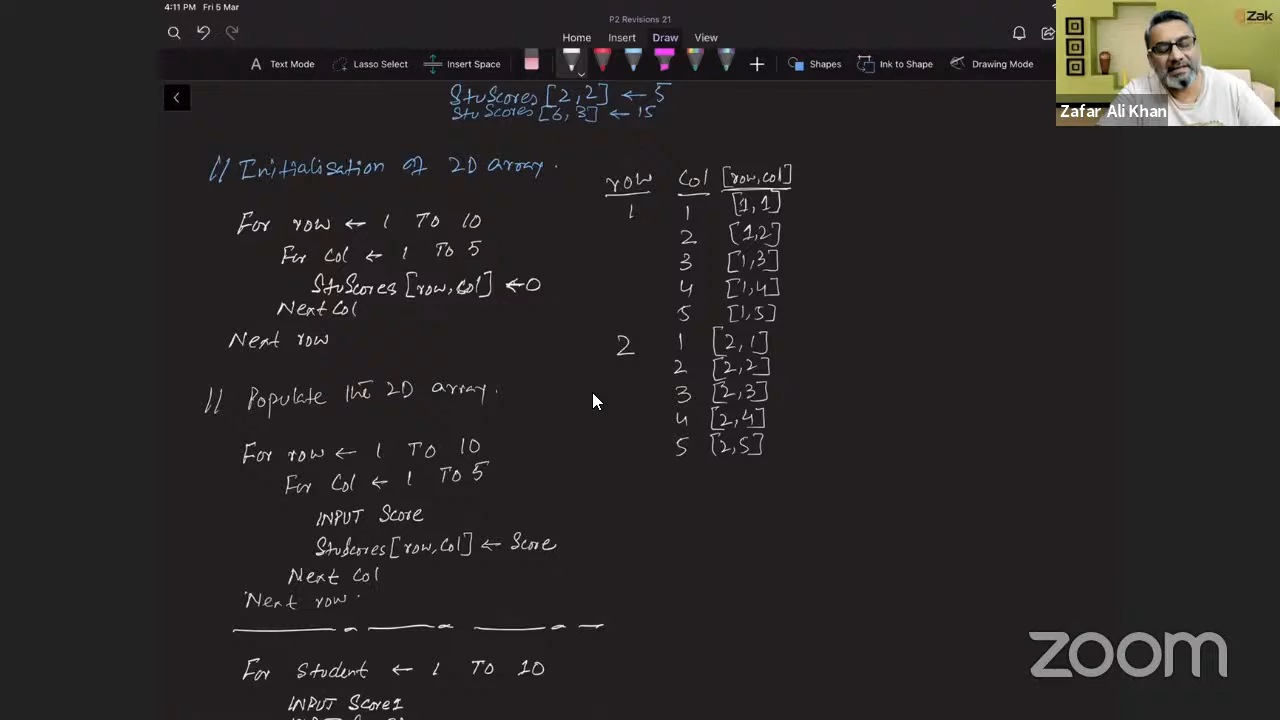 4:11 PM Fri 5 Mar
P2 Revisions 21
Home Insert Draw View
Text Mode Lasso Select Insert Space Shapes Ink to Shape Drawing Mode
Zak
Zafar Ali Khan
StuScores [2,2] ← 5
StuScores [6,3] ← 15
// Initialisation of 2D array.
For row ← 1 To 10
For Col ← 1 To 5
StuScores [row, Col] ← 0
Next Col
Next row
// Populate the 2D array.
For row ← 1 TO 10
For Col ← 1 TO 5
INPUT Score
StuScores [row, Col] ← Score
Next Col
Next row.
For Student ← 1 TO 10
INPUT Score1
row Col [row, col]
1 1 [1,1]
2 [1,2]
3 [1,3]
4 [1,4]
5 [1,5]
2 1 [2,1]
2 [2,2]
3 [2,3]
4 [2,4]
5 [2,5]
zoom